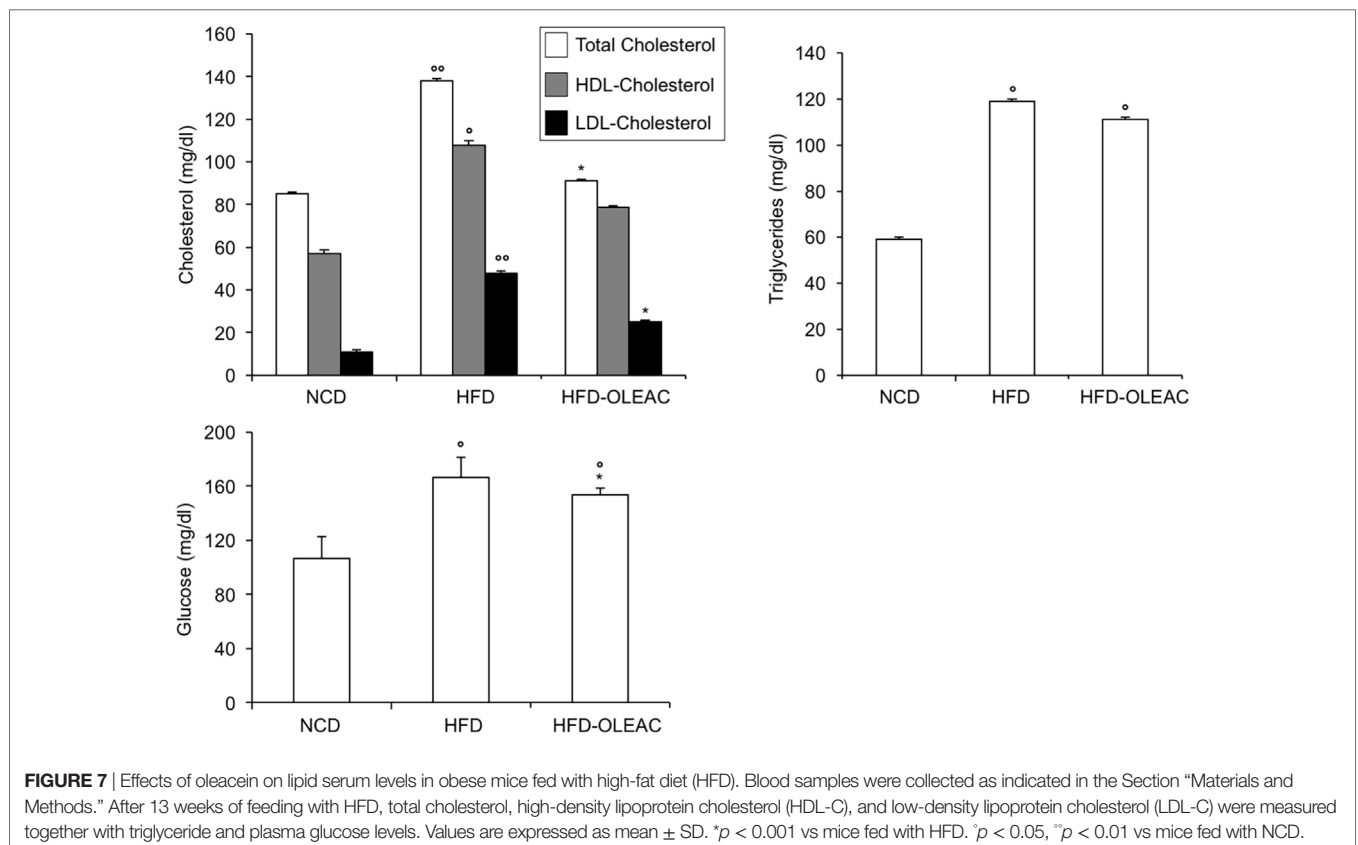 Total Cholesterol
HDL-Cholesterol
LDL-Cholesterol
Cholesterol (mg/dl)
160
140
120
100
80
60
40
20
0
°°
°
°°
*
*
NCD HFD HFD-OLEAC
Triglycerides (mg/dl)
140
120
100
80
60
40
20
0
°
°
NCD HFD HFD-OLEAC
Glucose (mg/dl)
200
160
120
80
40
0
°
°
*
NCD HFD HFD-OLEAC
FIGURE 7 | Effects of oleacein on lipid serum levels in obese mice fed with high-fat diet (HFD). Blood samples were collected as indicated in the Section “Materials and
Methods.” After 13 weeks of feeding with HFD, total cholesterol, high-density lipoprotein cholesterol (HDL-C), and low-density lipoprotein cholesterol (LDL-C) were measured
together with triglyceride and plasma glucose levels. Values are expressed as mean ± SD. *p < 0.001 vs mice fed with HFD. °p < 0.05, °°p < 0.01 vs mice fed with NCD.